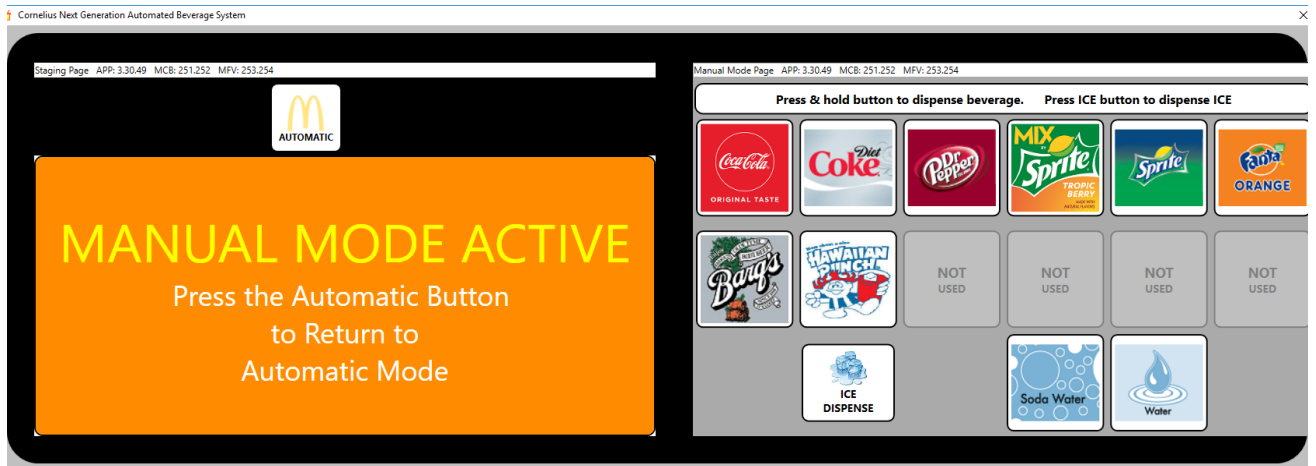 Cornelius Next Generation Automated Beverage System
Staging Page APP: 3.30.49 MCB: 251.252 MFV: 253.254
AUTOMATIC
MANUAL MODE ACTIVE
Press the Automatic Button
to Return to
Automatic Mode
Manual Mode Page APP: 3.30.49 MCB: 251.252 MFV: 253.254
Press & hold button to dispense beverage. Press ICE button to dispense ICE
Coca-Cola
ORIGINAL TASTE
Diet
Coke
Dr Pepper
MIX
BY
Sprite
TROPIC
BERRY
Sprite
Fanta
ORANGE
Barq's
HAWAIIAN
PUNCH
NOT
USED
NOT
USED
NOT
USED
NOT
USED
ICE
DISPENSE
Soda Water
Water